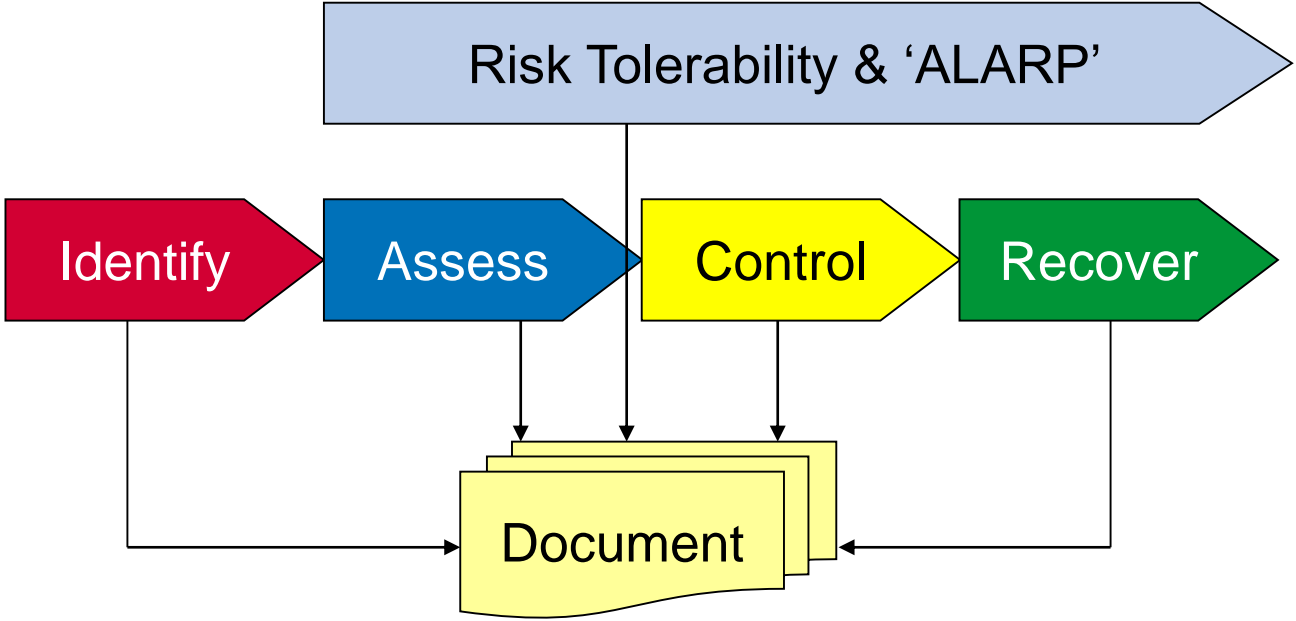 Risk Tolerability & ‘ALARP’
Identify
Assess
Control
Recover
Document